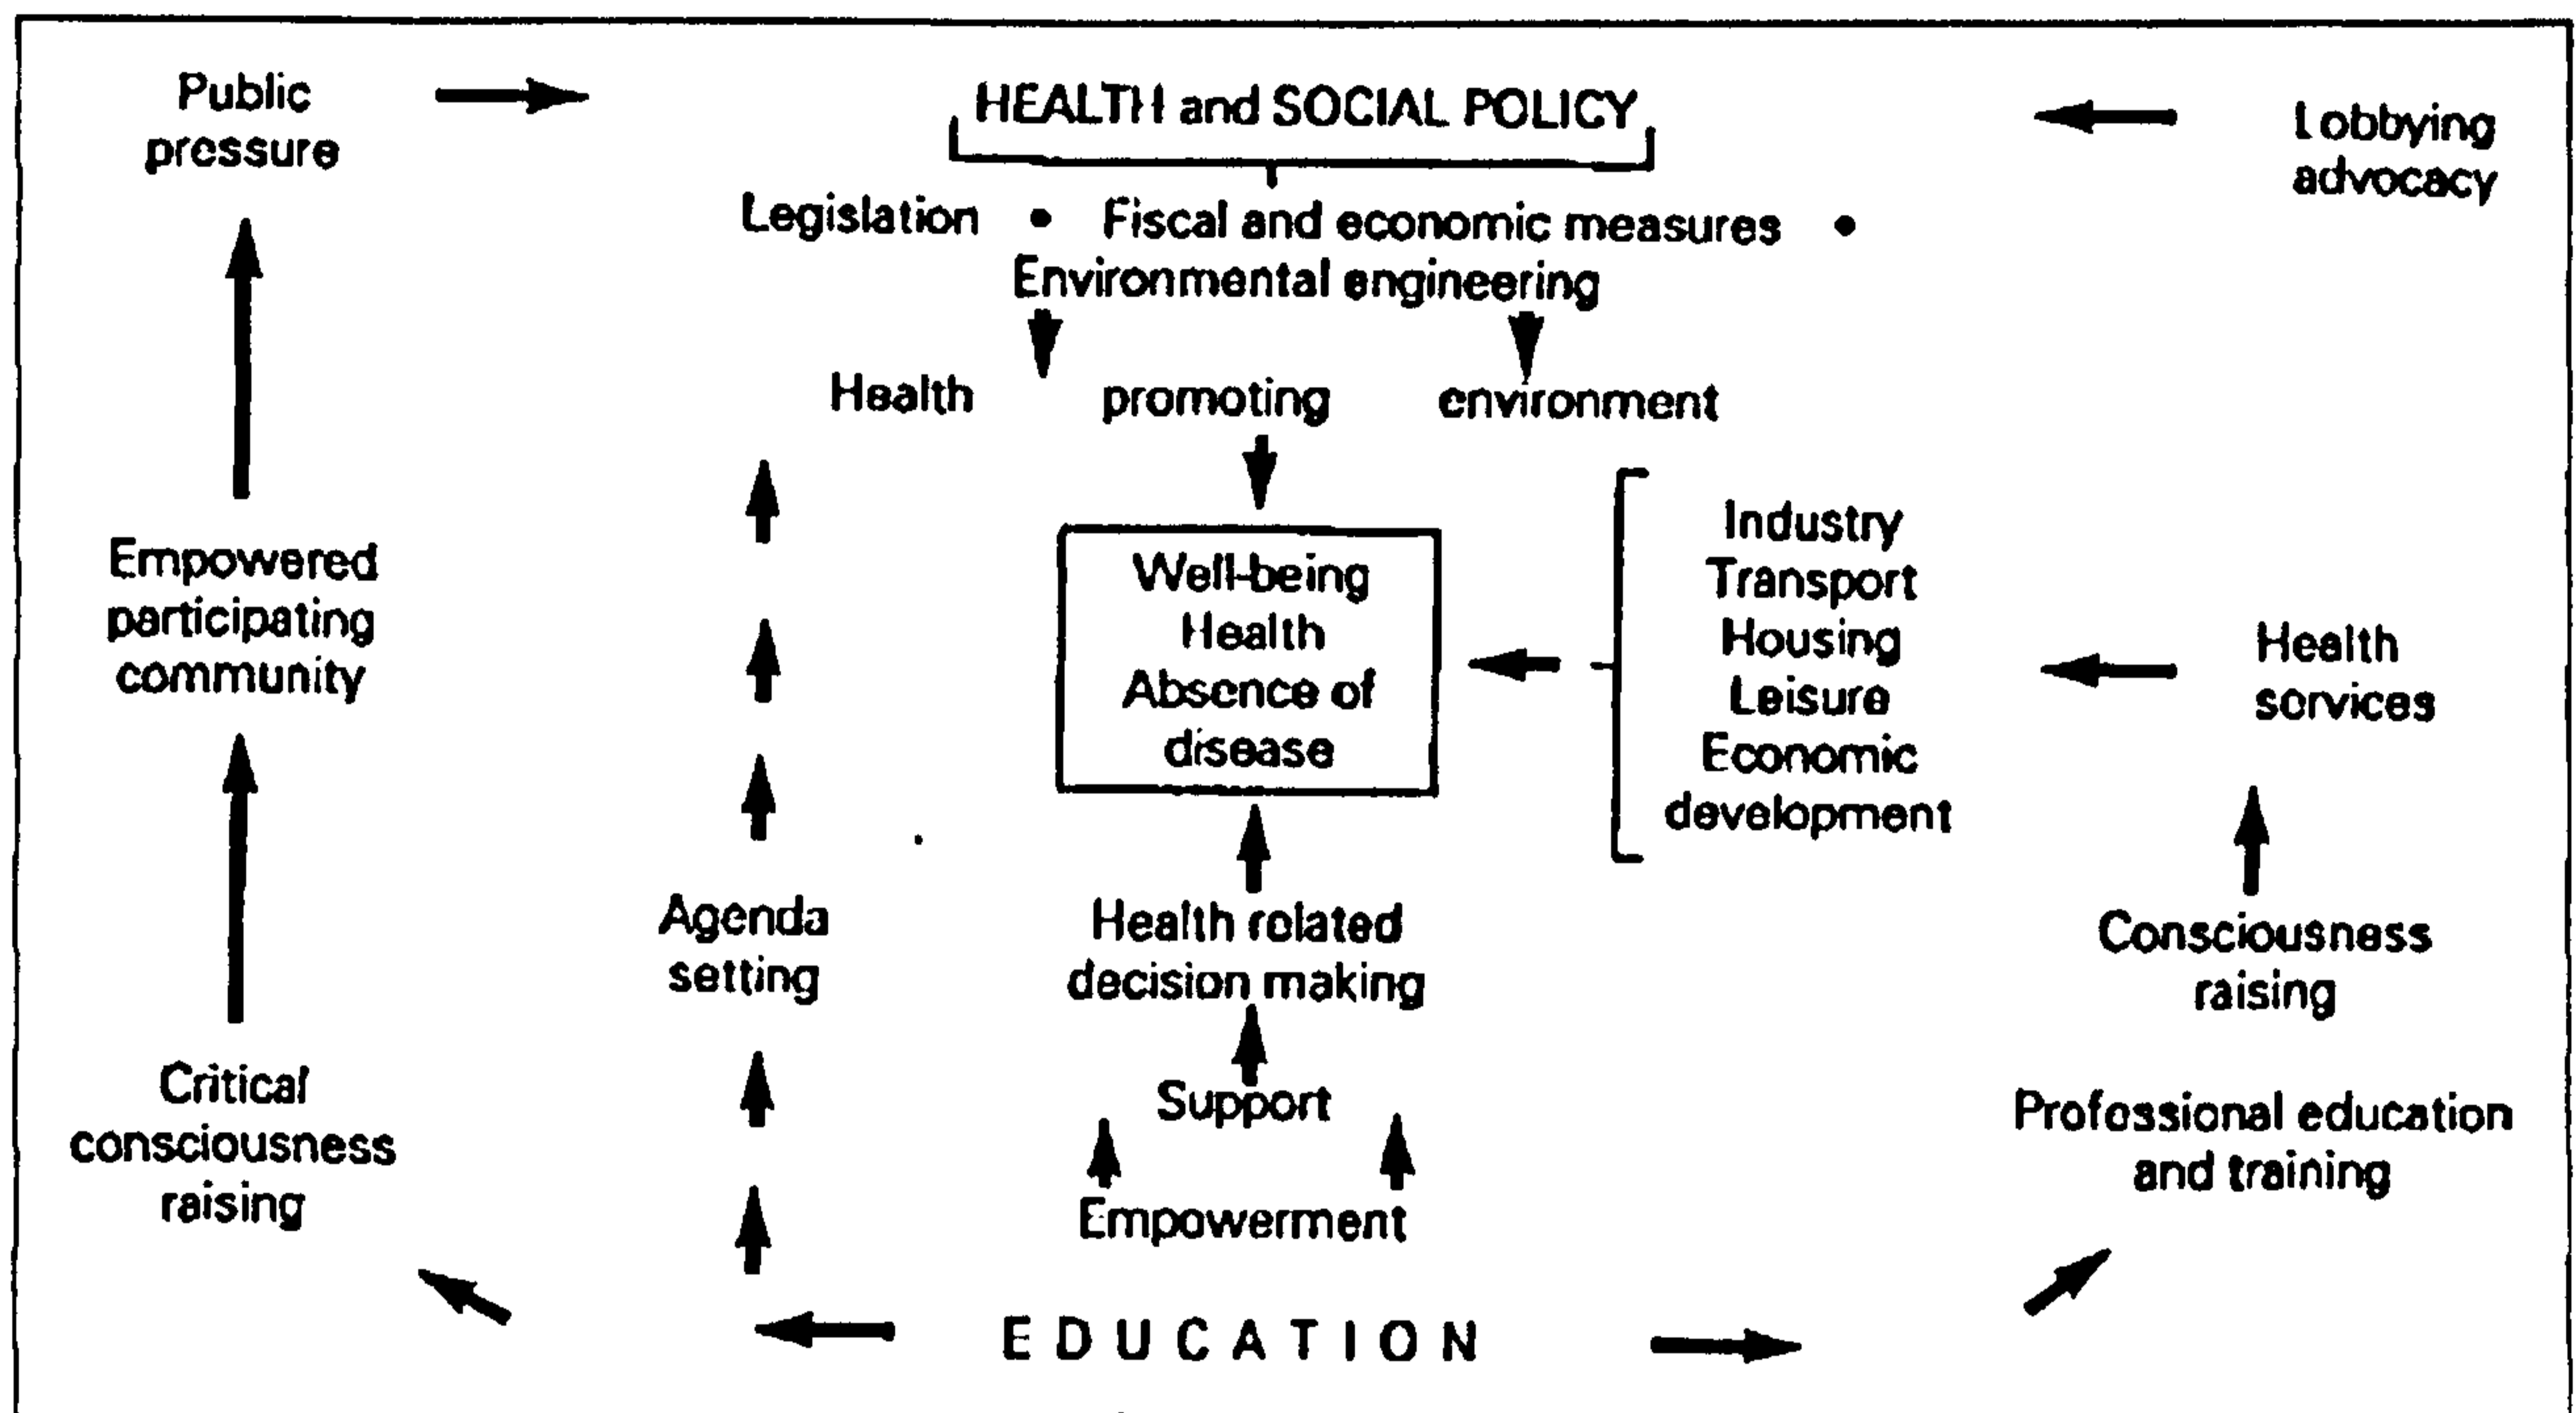 Public
pressure
HEALTH and SOCIAL POLICY
Lobbying
advocacy
Legislation • Fiscal and economic measures •
Environmental engineering
Health promoting environment
Empowered
participating
community
Well-being
Health
Absence of
disease
Industry
Transport
Housing
Leisure
Economic
development
Health
services
Agenda
setting
Health related
decision making
Consciousness
raising
Critical
consciousness
raising
Support
Empowerment
Professional education
and training
EDUCATION